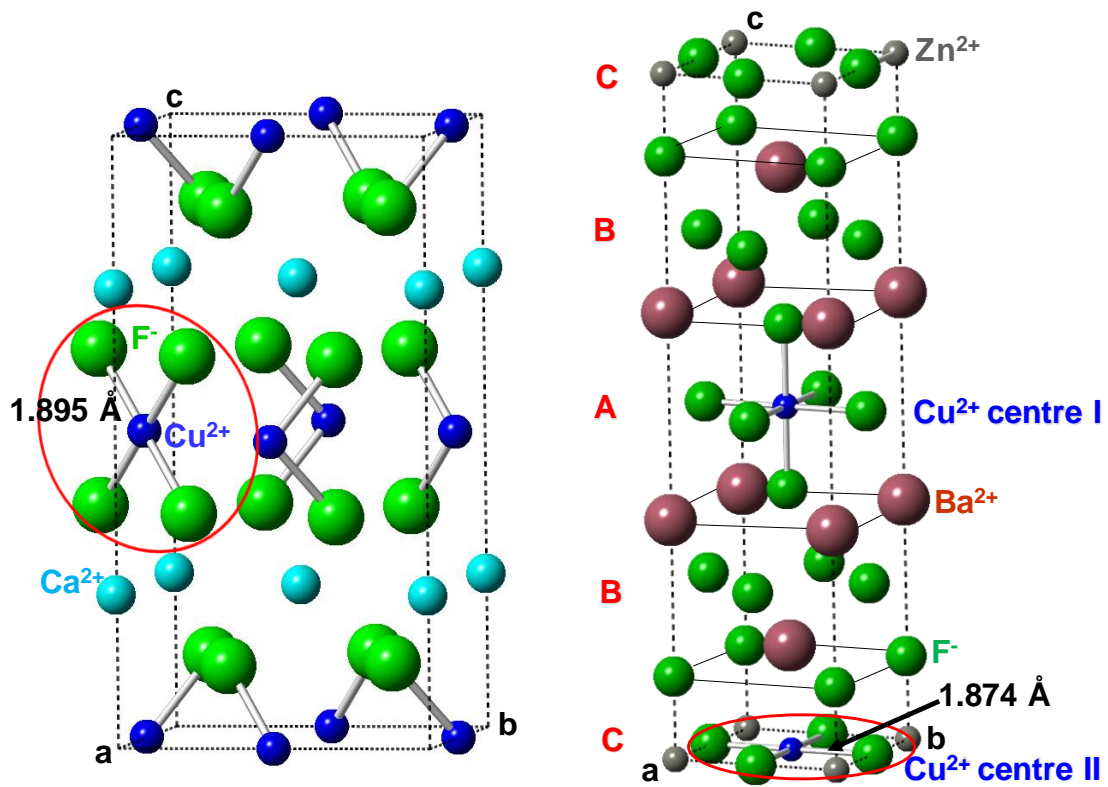 c
F⁻
1.895 Å
Cu²⁺
Ca²⁺
a
b
c
Zn²⁺
C
B
A
Cu²⁺ centre I
Ba²⁺
B
F⁻
1.874 Å
C
b
a
Cu²⁺ centre II